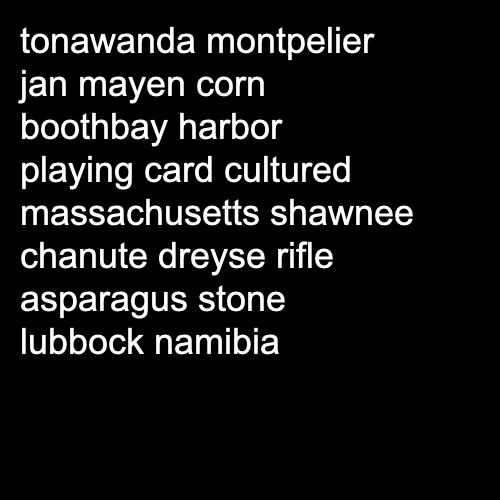 tonawanda montpelier
jan mayen corn
boothbay harbor
playing card cultured
massachusetts shawnee
chanute dreyse rifle
asparagus stone
lubbock namibia